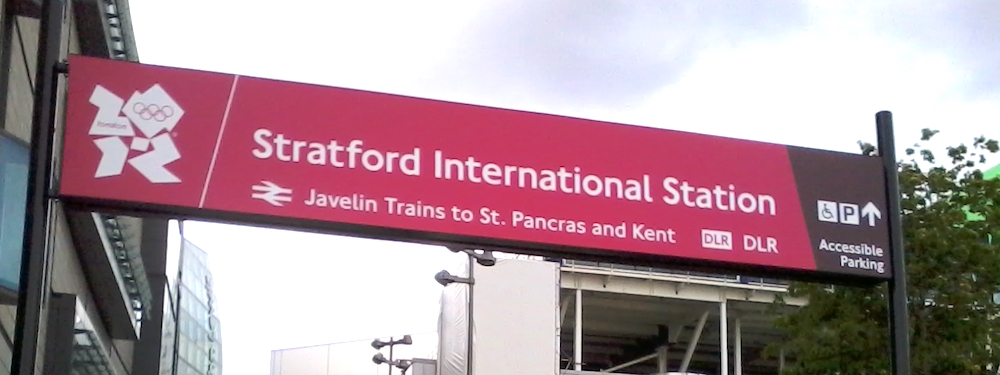 london
Stratford International Station
Javelin Trains to St. Pancras and Kent
DLR DLR
P
Accessible
Parking